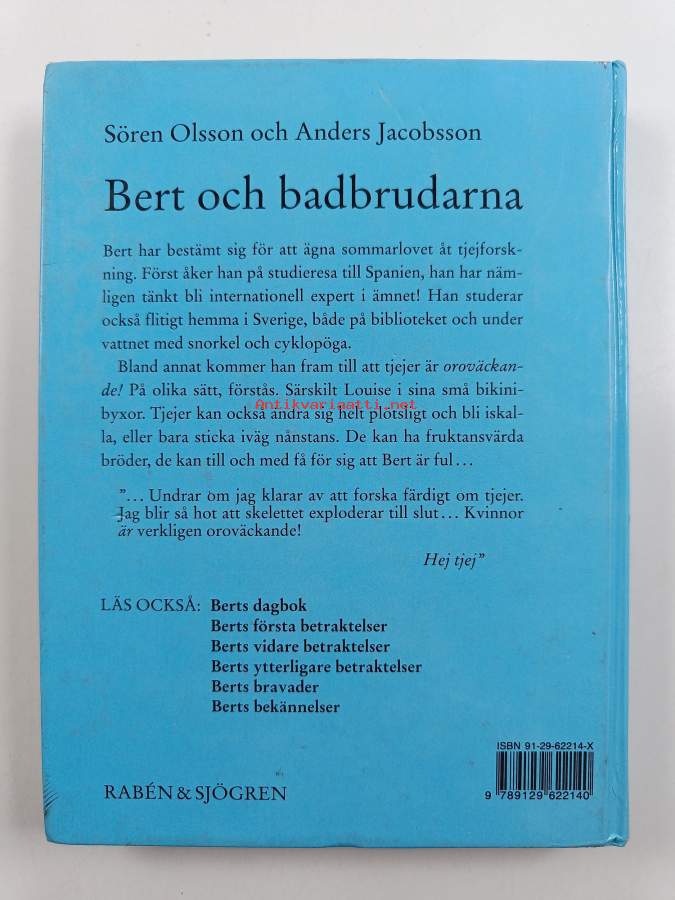 Sören Olsson och Anders Jacobsson
Bert och badbrudarna
Bert har bestämt sig för att ägna sommarlovet åt tjejforsk-
ning. Först åker han på studieresa till Spanien, han har näm-
ligen tänkt bli internationell expert i ämnet! Han studerar
också flitigt hemma i Sverige, både på biblioteket och under
vattnet med snorkel och cyklopöga.
Bland annat kommer han fram till att tjejer är oroväckan-
de! På olika sätt, förstås. Särskilt Louise i sina små bikini-
Antikvariaatti.net
byxor. Tjejer kan också ändra sig helt plötsligt och bli iskal-
la, eller bara sticka iväg nånstans. De kan ha fruktansvärda
bröder, de kan till och med få för sig att Bert är ful...
”... Undrar om jag klarar av att forska färdigt om tjejer.
Jag blir så hot att skelettet exploderar till slut... Kvinnor
är verkligen oroväckande!
Hej tjej”
LÄS OCKSÅ: Berts dagbok
Berts första betraktelser
Berts vidare betraktelser
Berts ytterligare betraktelser
Berts bravader
Berts bekännelser
ISBN 91-29-62214-X
9 789129 622140
RABÉN & SJÖGREN